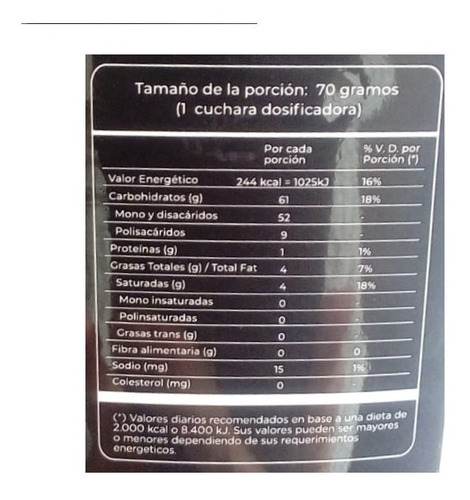 Tamaño de la porción: 70 gramos
(1 cuchara dosificadora)
Por cada porción % V. D. por Porción (*)
Valor Energético 244 kcal = 1025kJ 16%
Carbohidratos (g) 61 18%
Mono y disacáridos 52 -
Polisacáridos 9 -
Proteínas (g) 1 1%
Grasas Totales (g) / Total Fat 4 7%
Saturadas (g) 4 18%
Mono insaturadas 0 -
Polinsaturadas 0 -
Grasas trans (g) 0 -
Fibra alimentaria (g) 0 0
Sodio (mg) 15 1%
Colesterol (mg) 0 -
(*) Valores diarios recomendados en base a una dieta de
2.000 kcal o 8.400 kJ. Sus valores pueden ser mayores
o menores dependiendo de sus requerimientos
energeticos.